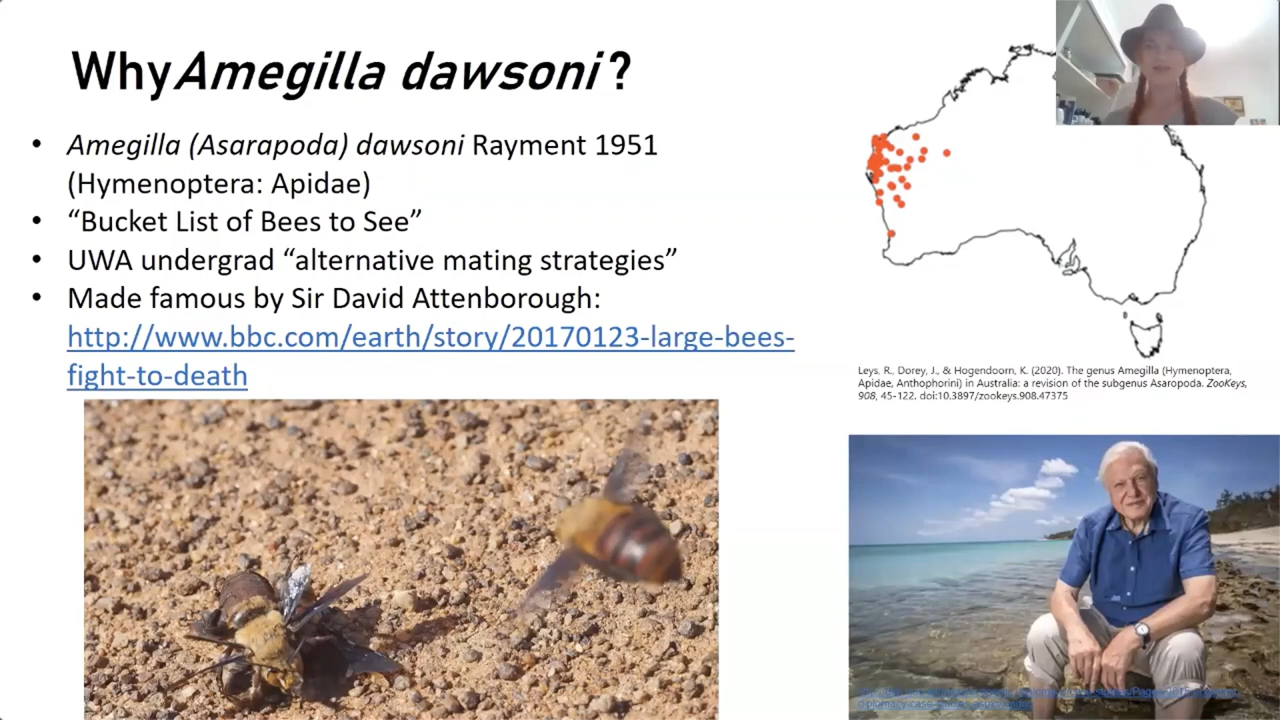 Why Amegilla dawsoni?
• Amegilla (Asarapoda) dawsoni Rayment 1951
(Hymenoptera: Apidae)
• “Bucket List of Bees to See”
• UWA undergrad “alternative mating strategies”
• Made famous by Sir David Attenborough:
http://www.bbc.com/earth/story/20170123-large-bees-
fight-to-death
Leys, R., Dorey, J., & Hogendoorn, K. (2020). The genus Amegilla (Hymenoptera,
Apidae, Anthophorini) in Australia: a revision of the subgenus Asaropoda. ZooKeys,
908, 45-122. doi:10.3897/zookeys.908.47375